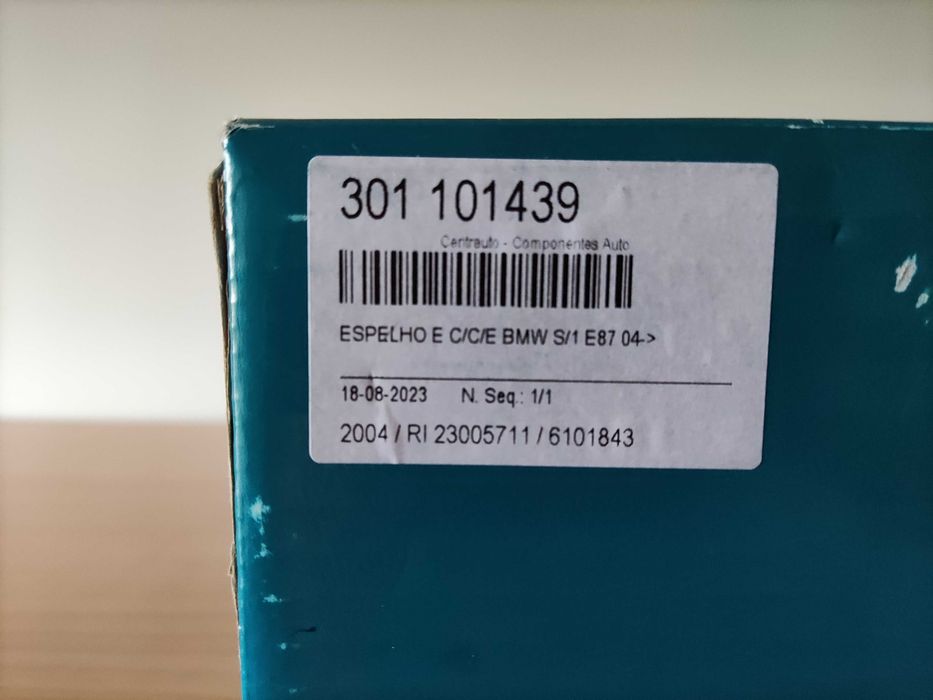 301 101439
Centrauto - Componentes Auto
ESPELHO E C/C/E BMW S/1 E87 04->
18-08-2023 N. Seq.: 1/1
2004 / RI 23005711 / 6101843